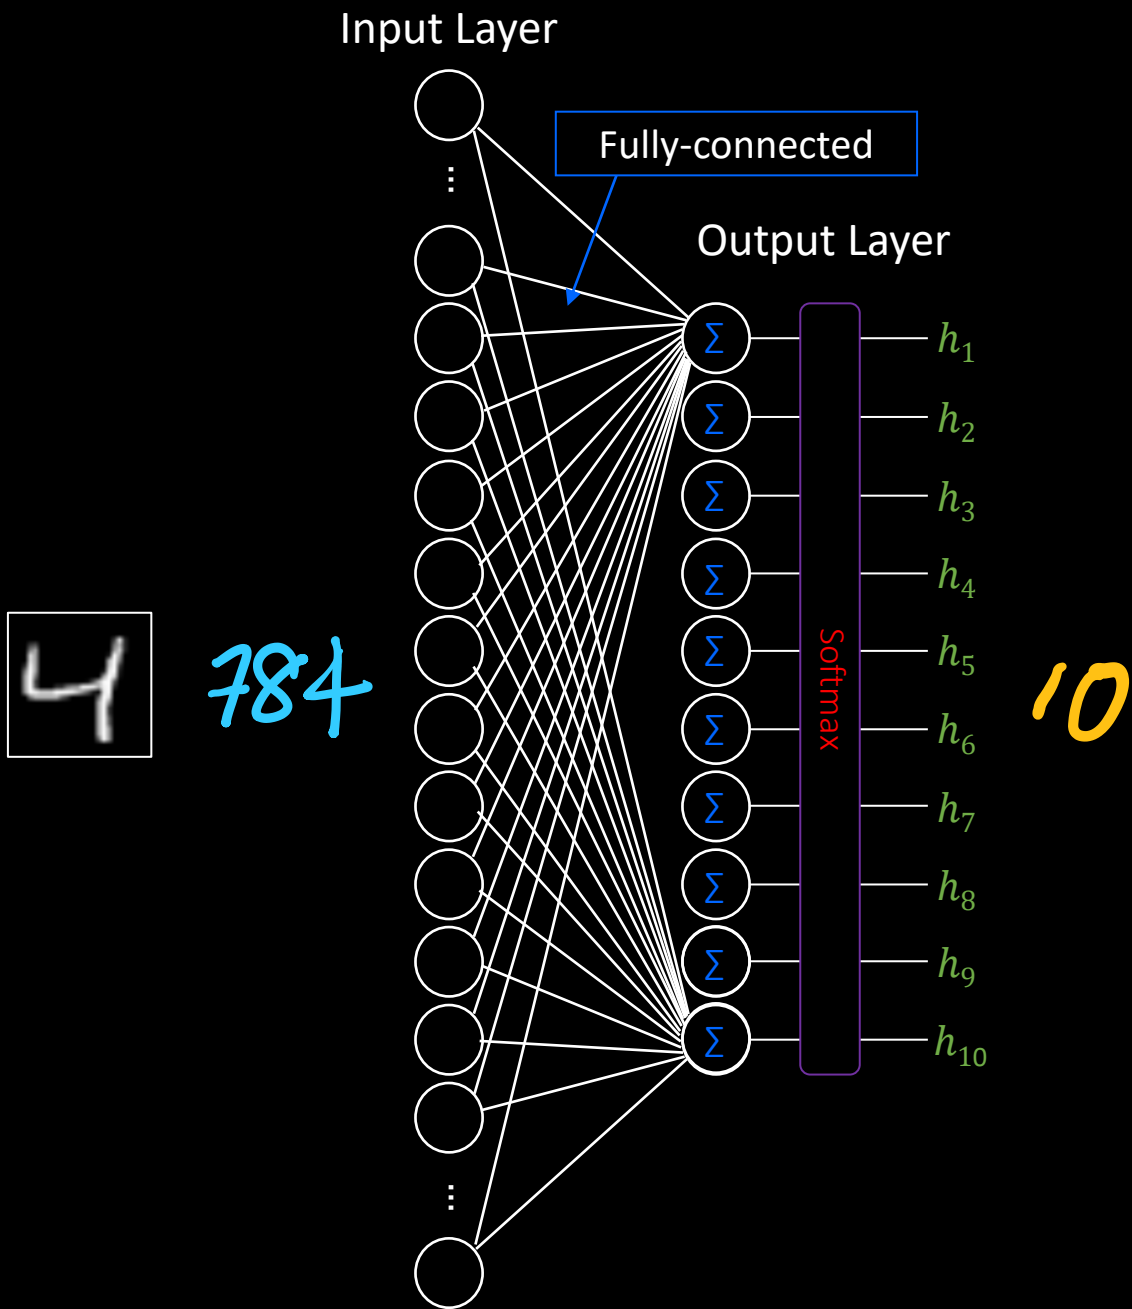 Input Layer
Fully-connected
Output Layer
...
Σ
Σ
Σ
Σ
Σ
Σ
Σ
Σ
Σ
Σ
Softmax
h₁
h₂
h₃
h₄
h₅
h₆
h₇
h₈
h₉
h₁₀
4
784
10
...